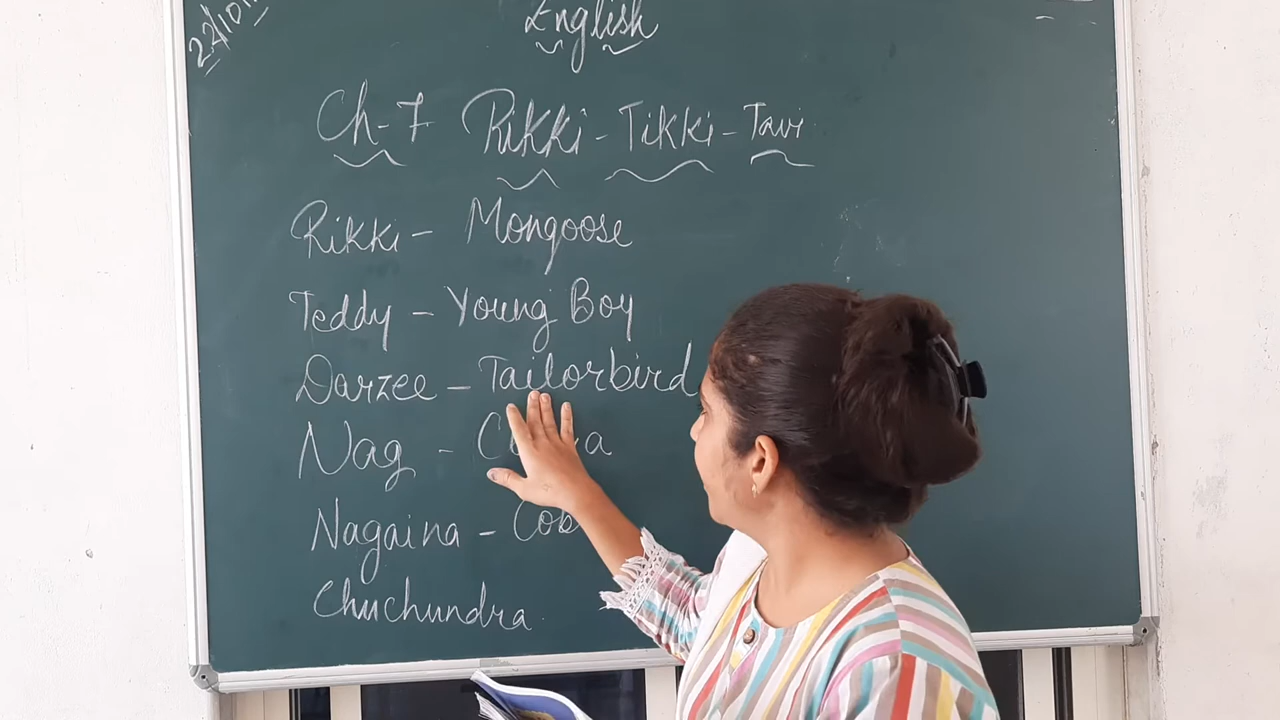 22/10/
English
Ch-7 Rikki-Tikki-Tavi
Rikki - Mongoose
Teddy - Young Boy
Darzee - Tailorbird
Nag -
Nagaina -
Chuchundra